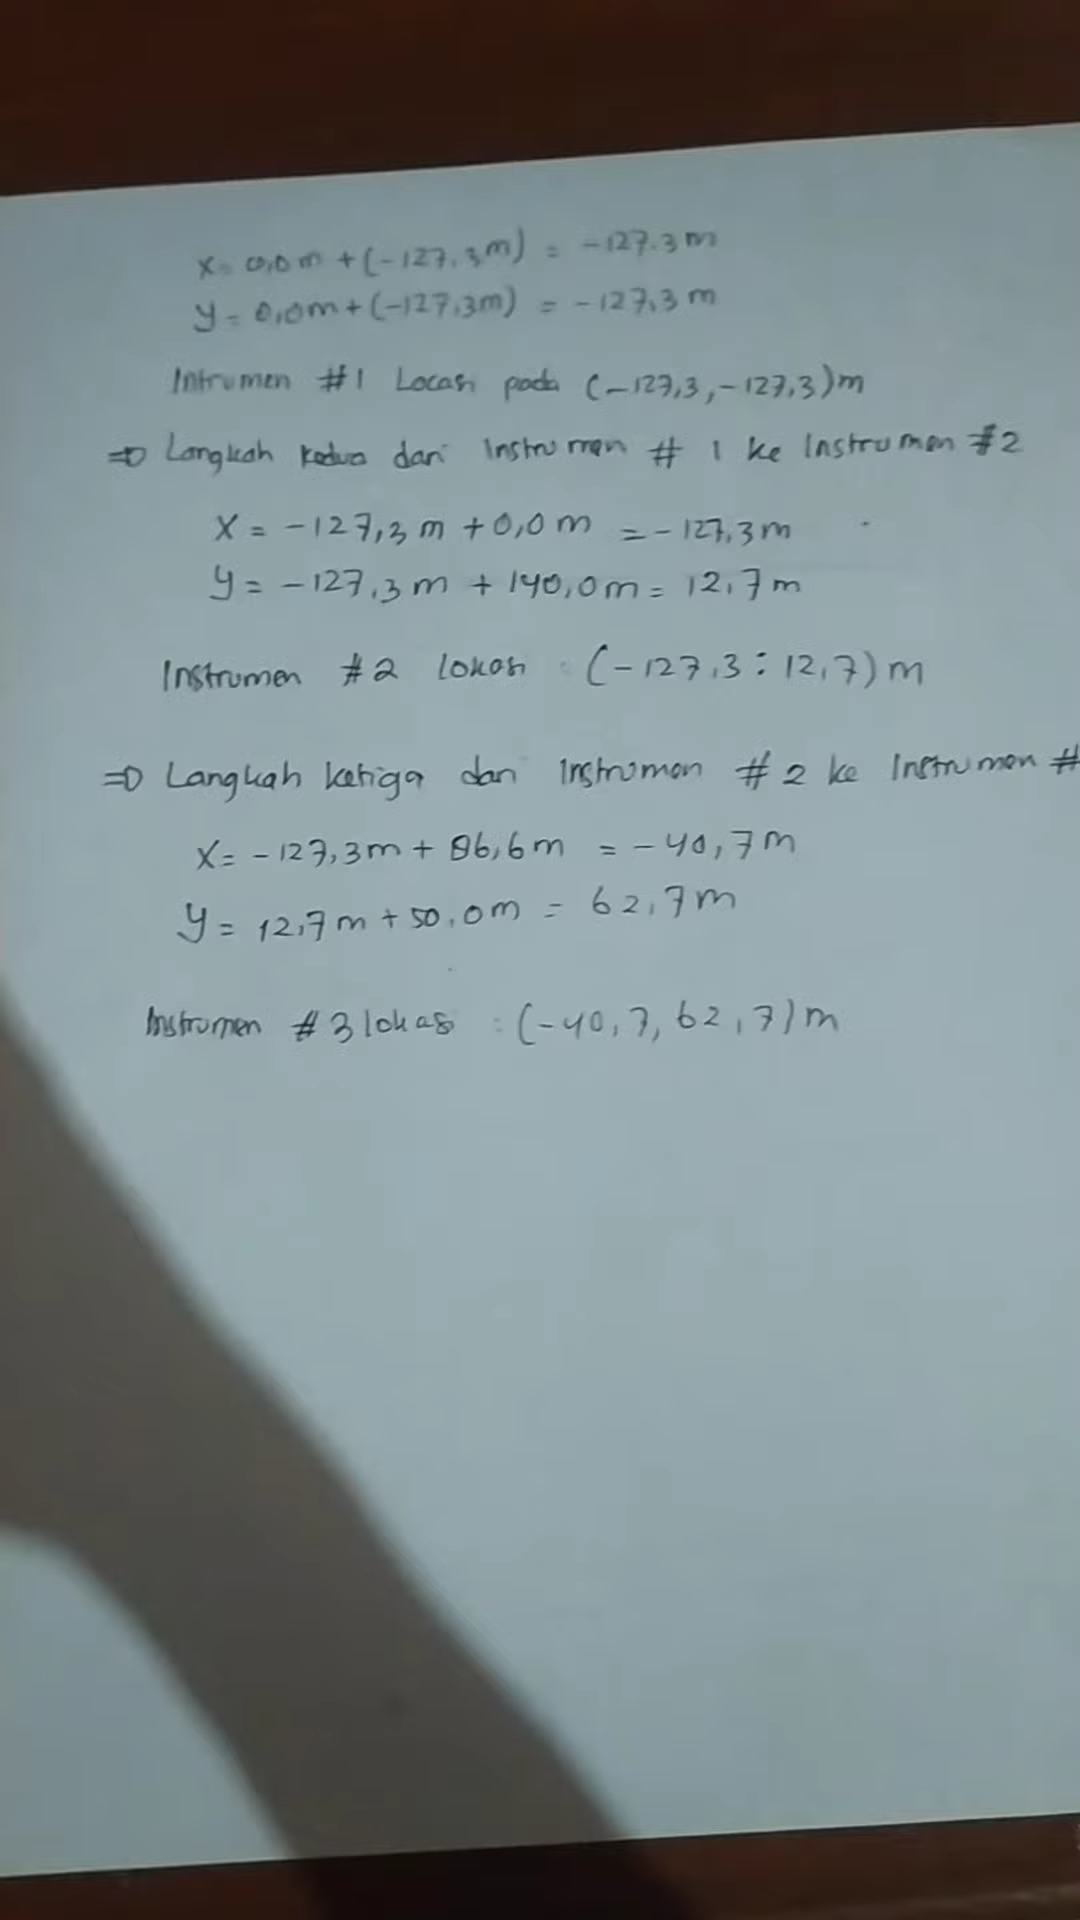 x = 0,0 m + (-127,3 m) = -127.3 m
y = 0,0 m + (-127,3m) = -127,3 m
Intrumen #1 Locasi pada (-127,3, -127,3)m
⇒ Langkah kedua dari Instrumen # 1 ke Instrumen #2
X = -127,3 m + 0,0 m = -127,3 m
y = -127,3 m + 140,0 m = 12,7 m
Instrumen #2 lokasi : (-127,3 : 12,7) m
⇒ Langkah ketiga dari Instrumen #2 ke Instrumen #
X = -127,3m + 86,6 m = -40,7 m
y = 12,7 m + 50,0m = 62,7 m
Instrumen #3 lokasi : (-40,7, 62,7) m